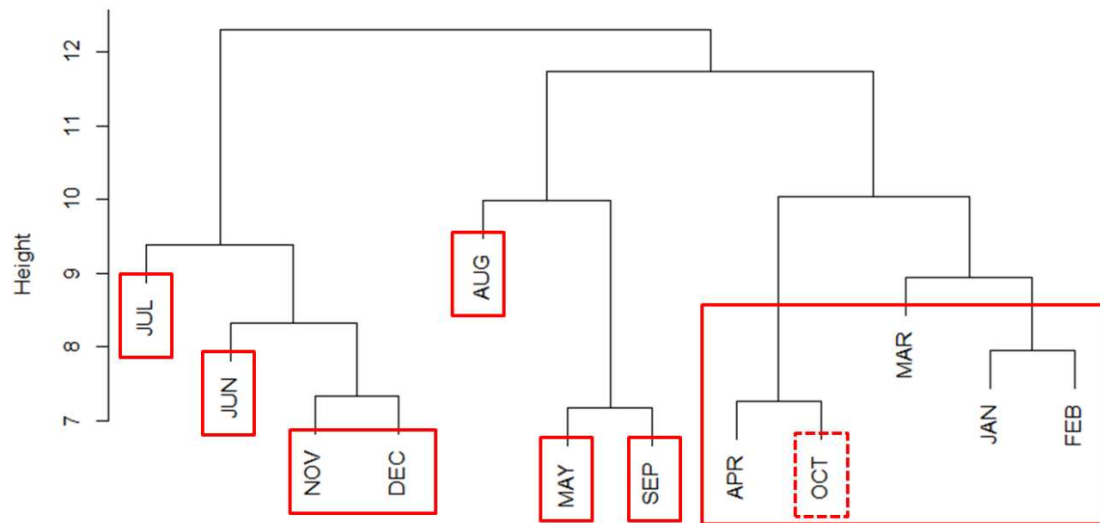 12
11
10
9
8
7
Height
JUL
JUN
NOV
DEC
AUG
MAY
SEP
APR
OCT
MAR
JAN
FEB